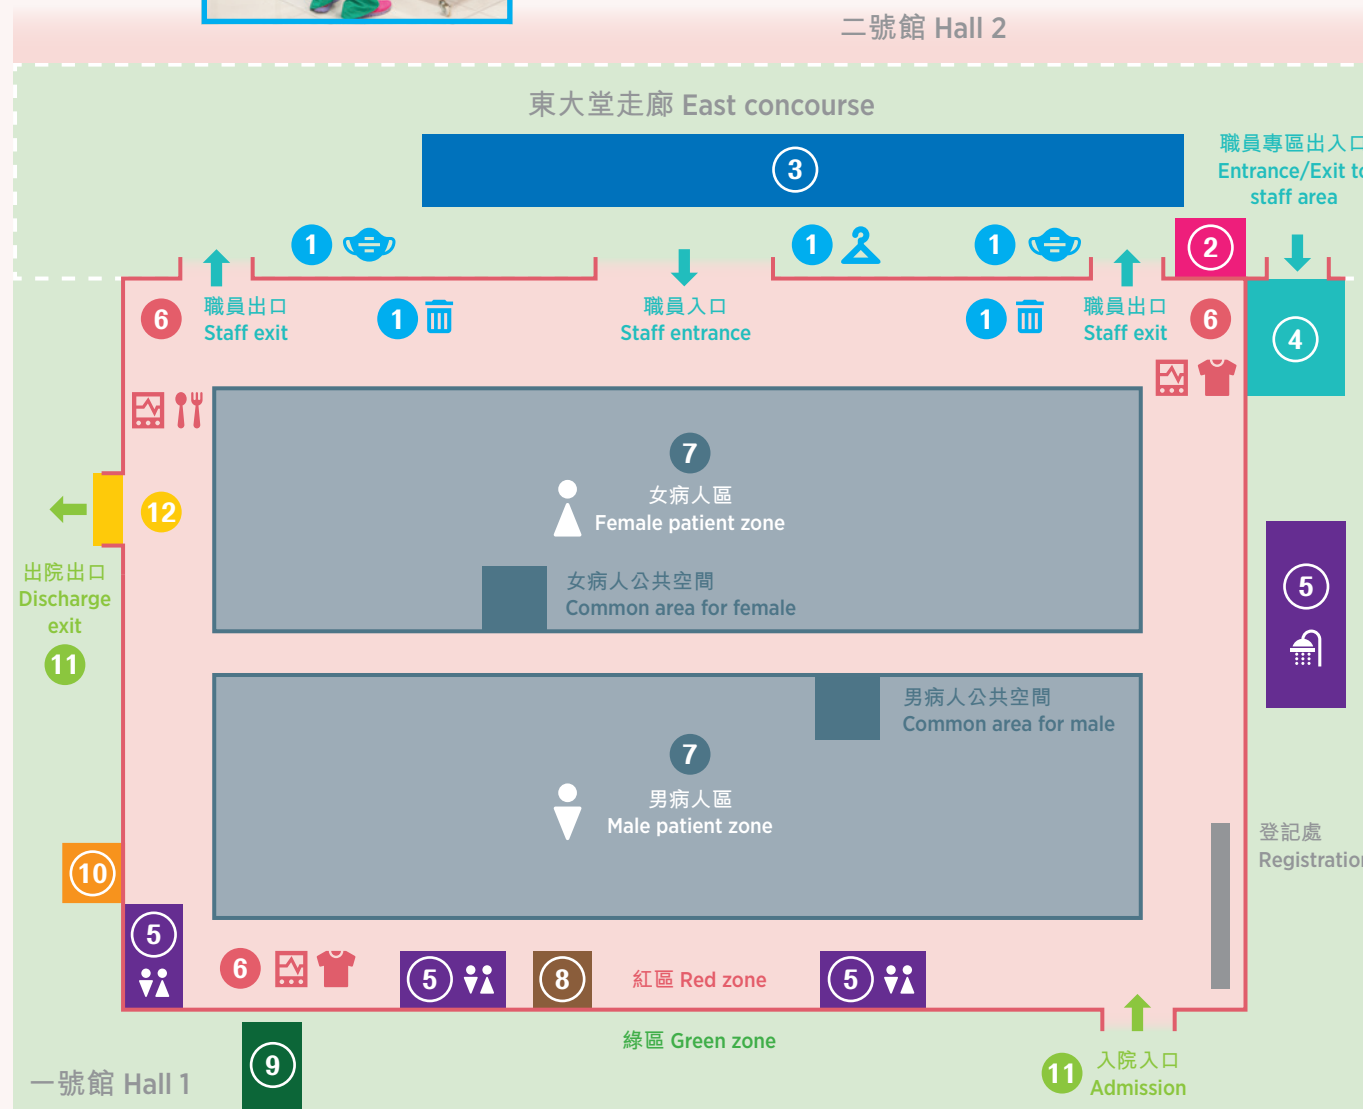 二號館 Hall 2
東大堂走廊 East concourse
3
職員專區出入口
Entrance/Exit to
staff area
1
1
1
2
6
職員出口
Staff exit
1
職員入口
Staff entrance
1
職員出口
Staff exit
6
4
7
女病人區
Female patient zone
12
出院出口
Discharge
exit
11
女病人公共空間
Common area for female
5
男病人公共空間
Common area for male
7
男病人區
Male patient zone
登記處
Registration
10
5
6
5
8
紅區 Red zone
5
綠區 Green zone
9
一號館 Hall 1
11
入院入口
Admission